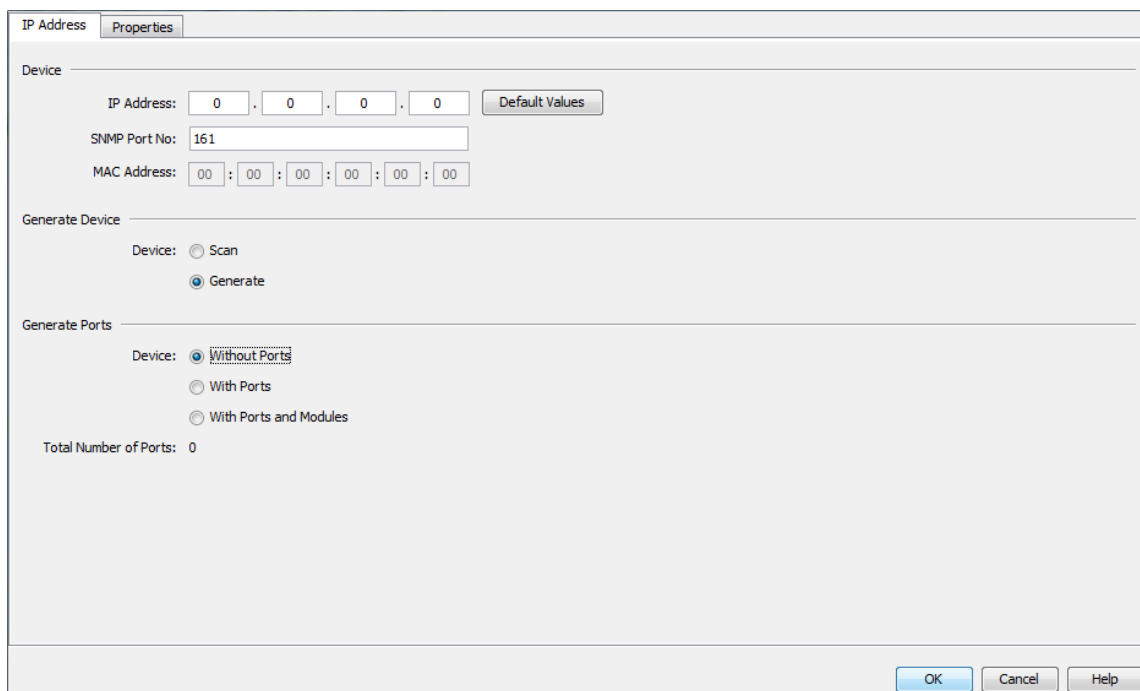 IP Address Properties
Device
IP Address: 0 . 0 . 0 . 0 Default Values
SNMP Port No: 161
MAC Address: 00 : 00 : 00 : 00 : 00 : 00
Generate Device
Device: Scan
Generate
Generate Ports
Device: Without Ports
With Ports
With Ports and Modules
Total Number of Ports: 0
OK Cancel Help